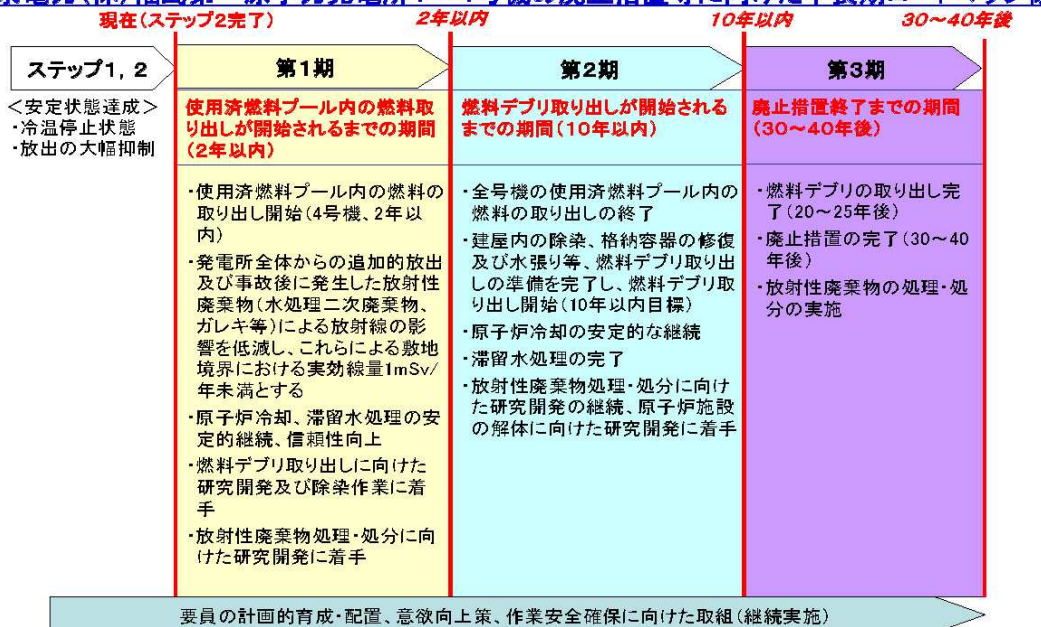 現在(ステップ2完了)
2年以内
10年以内
30～40年後
ステップ1, 2
第1期
第2期
第3期
＜安定状態達成＞
・冷温停止状態
・放出の大幅抑制
使用済燃料プール内の燃料取
り出しが開始されるまでの期間
(2年以内)
・使用済燃料プール内の燃料の
取り出し開始(4号機、2年以
内)
・発電所全体からの追加的放出
及び事故後に発生した放射性
廃棄物(水処理二次廃棄物、
ガレキ等)による放射線の影
響を低減し、これらによる敷地
境界における実効線量1mSv/
年未満とする
・原子炉冷却、滞留水処理の安
定的継続、信頼性向上
・燃料デブリ取り出しに向けた
研究開発及び除染作業に着
手
・放射性廃棄物処理・処分に向
けた研究開発に着手
燃料デブリ取り出しが開始される
までの期間(10年以内)
・全号機の使用済燃料プール内の
燃料の取り出しの終了
・建屋内の除染、格納容器の修復
及び水張り等、燃料デブリ取り出
しの準備を完了し、燃料デブリ取
り出し開始(10年以内目標)
・原子炉冷却の安定的な継続
・滞留水処理の完了
・放射性廃棄物処理・処分に向け
た研究開発の継続、原子炉施設
の解体に向けた研究開発に着手
廃止措置終了までの期間
(30～40年後)
・燃料デブリの取り出し完
了(20～25年後)
・廃止措置の完了(30～40
年後)
・放射性廃棄物の処理・処
分の実施
要員の計画的育成・配置、意欲向上策、作業安全確保に向けた取組(継続実施)